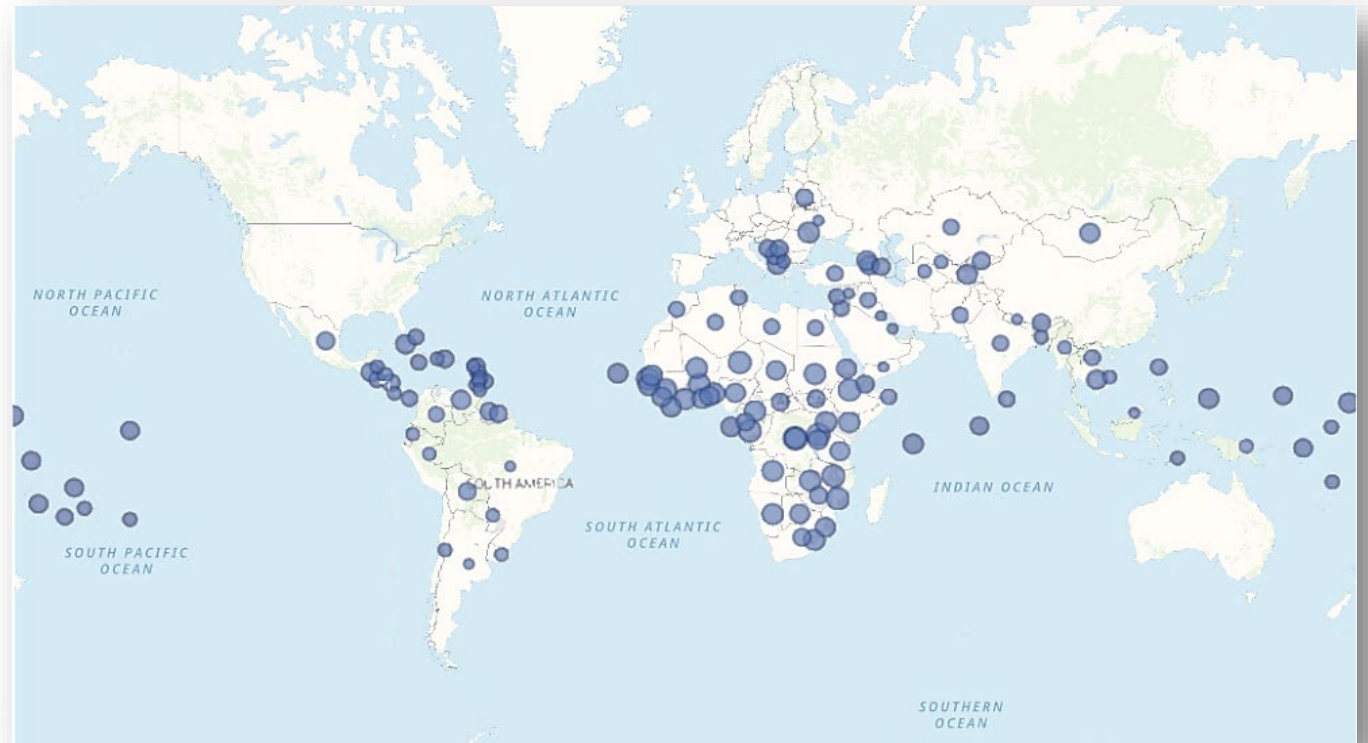 NORTH PACIFIC
OCEAN
NORTH ATLANTIC
OCEAN
SOUTH AMERICA
INDIAN OCEAN
SOUTH ATLANTIC
OCEAN
SOUTH PACIFIC
OCEAN
SOUTHERN
OCEAN